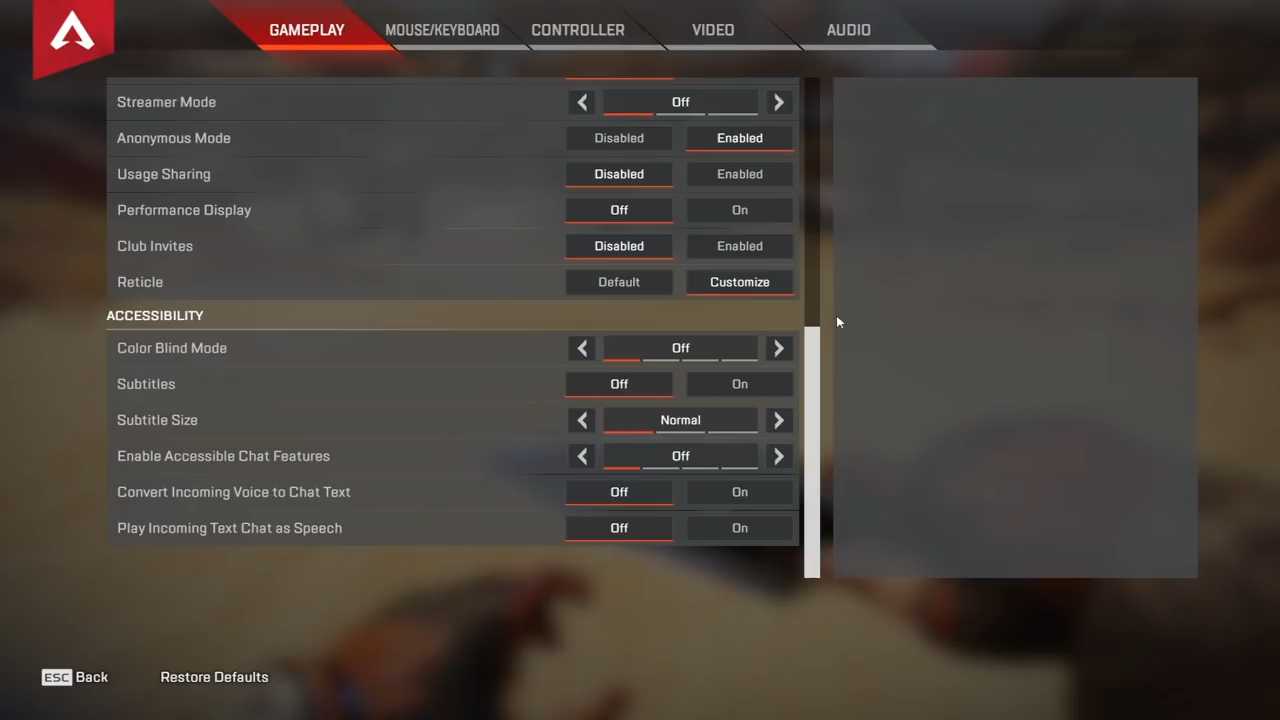 GAMEPLAY MOUSE/KEYBOARD CONTROLLER VIDEO AUDIO
Streamer Mode Off
Anonymous Mode Disabled Enabled
Usage Sharing Disabled Enabled
Performance Display Off On
Club Invites Disabled Enabled
Reticle Default Customize
ACCESSIBILITY
Color Blind Mode Off
Subtitles Off On
Subtitle Size Normal
Enable Accessible Chat Features Off
Convert Incoming Voice to Chat Text Off On
Play Incoming Text Chat as Speech Off On
ESC Back Restore Defaults